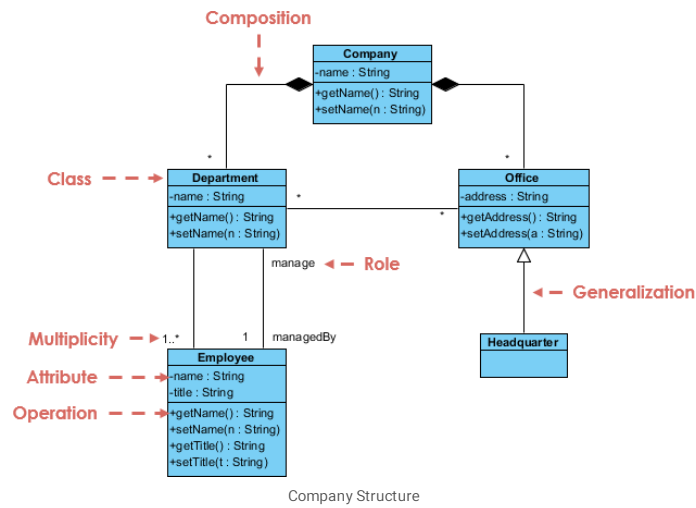 Composition
Company
-name : String
+getName() : String
+setName(n : String)
*
*
Class
Department
-name : String
+getName() : String
+setName(n : String)
*
*
Office
-address : String
+getAddress() : String
+setAddress(a : String)
manage
Role
Generalization
Multiplicity
1..*
1
managedBy
Headquarter
Employee
Attribute
-name : String
-title : String
Operation
+getName() : String
+setName(n : String)
+getTitle() : String
+setTitle(t : String)
Company Structure